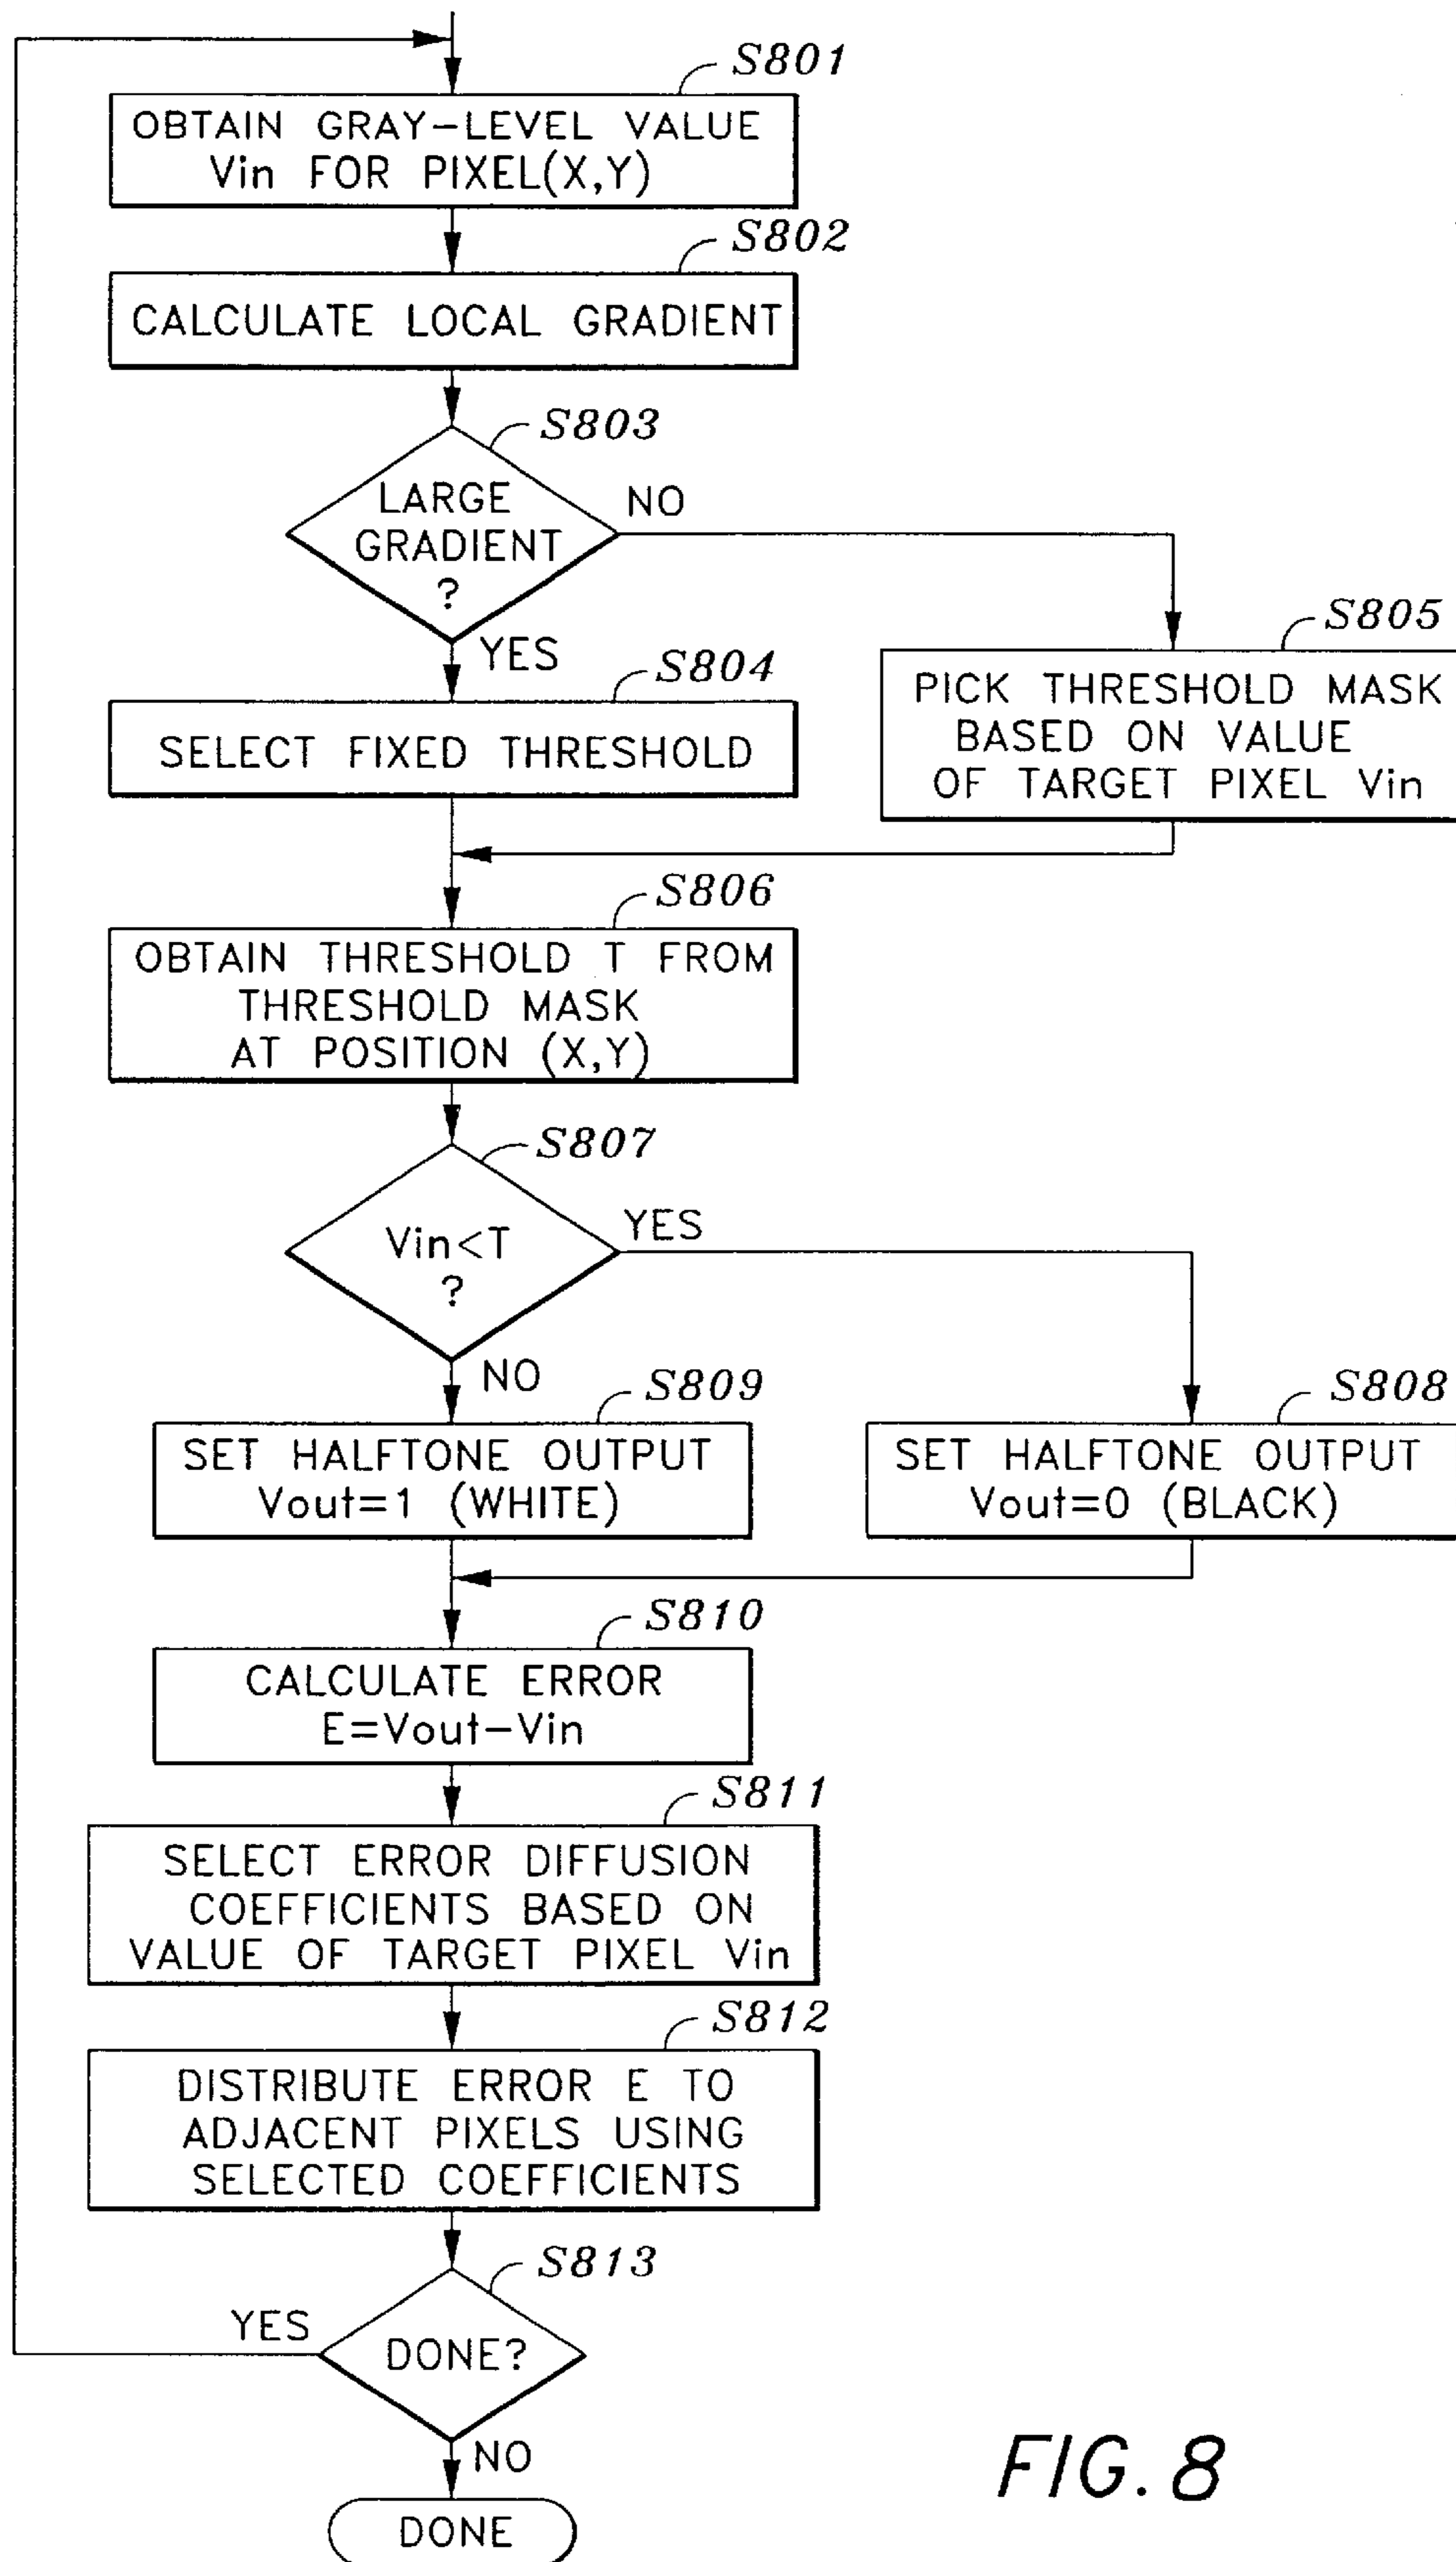 S801
OBTAIN GRAY-LEVEL VALUE
Vin FOR PIXEL(X,Y)
S802
CALCULATE LOCAL GRADIENT
S803
LARGE
GRADIENT
?
NO
YES
S804
SELECT FIXED THRESHOLD
S805
PICK THRESHOLD MASK
BASED ON VALUE
OF TARGET PIXEL Vin
S806
OBTAIN THRESHOLD T FROM
THRESHOLD MASK
AT POSITION (X,Y)
S807
Vin<T
?
YES
NO
S809
SET HALFTONE OUTPUT
Vout=1 (WHITE)
S808
SET HALFTONE OUTPUT
Vout=0 (BLACK)
S810
CALCULATE ERROR
E=Vout-Vin
S811
SELECT ERROR DIFFUSION
COEFFICIENTS BASED ON
VALUE OF TARGET PIXEL Vin
S812
DISTRIBUTE ERROR E TO
ADJACENT PIXELS USING
SELECTED COEFFICIENTS
S813
YES
DONE?
NO
DONE
FIG. 8